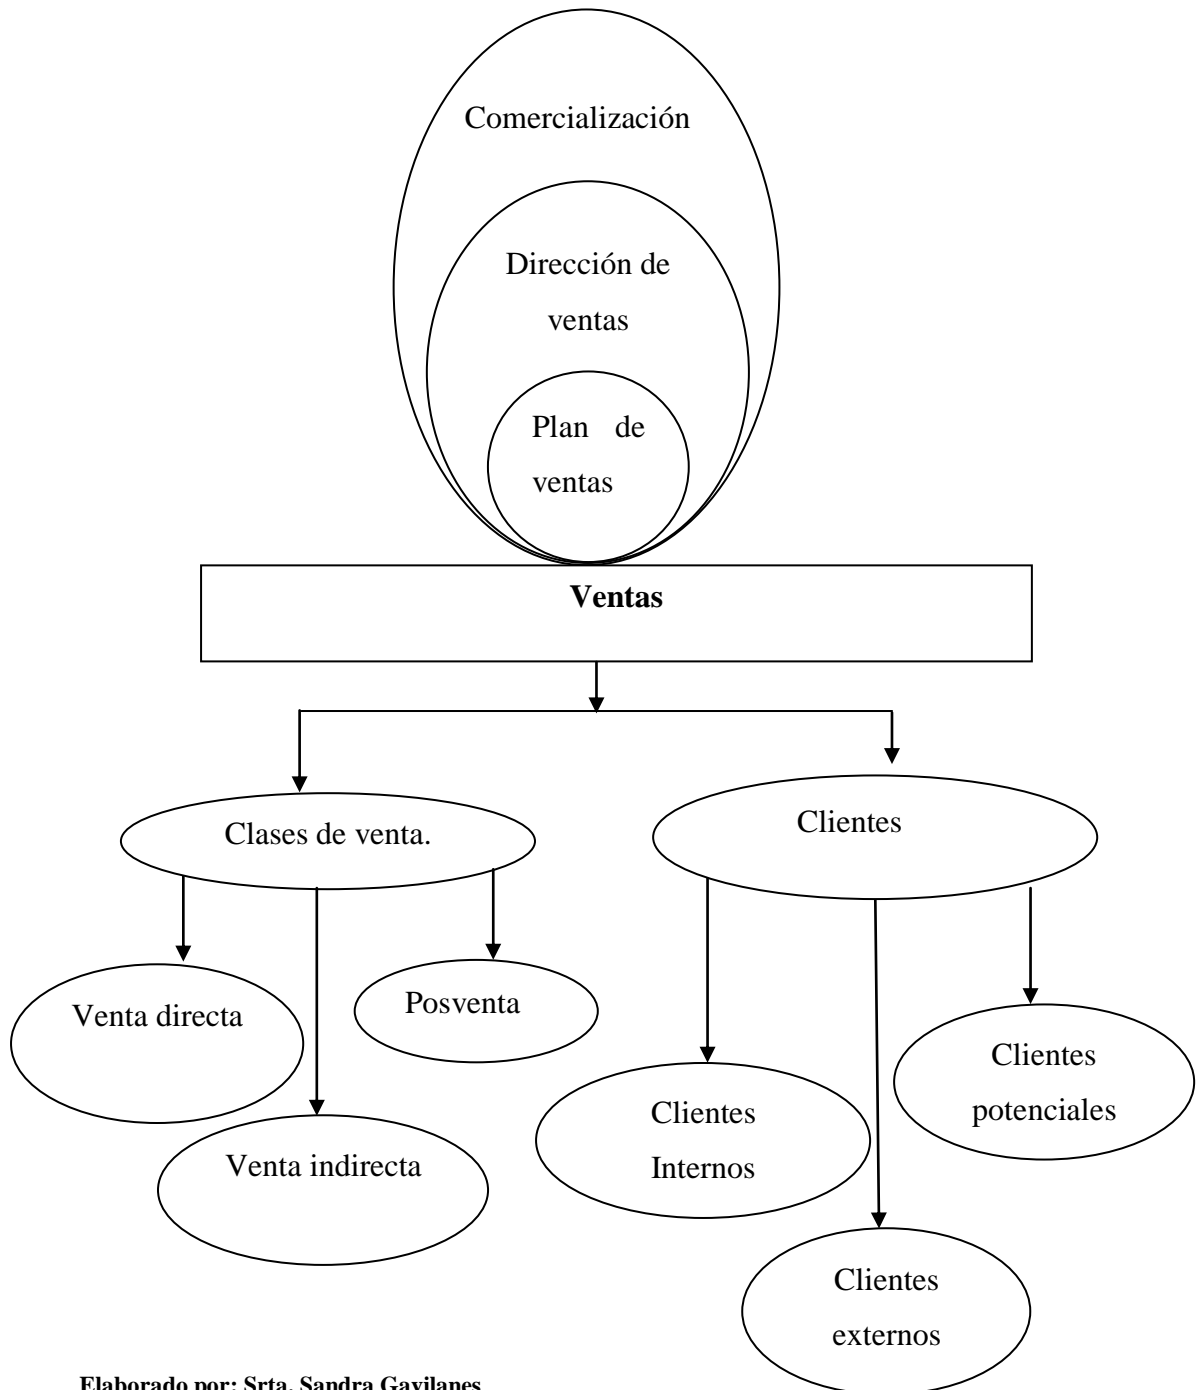 Comercialización
Dirección de
ventas
Plan de
ventas
Ventas
Clases de venta.
Clientes
Venta directa
Posventa
Venta indirecta
Clientes
Internos
Clientes
potenciales
Clientes
externos
Elaborado por: Srta. Sandra Gavilanes